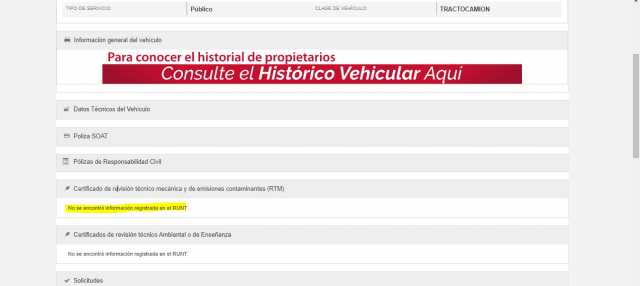 TIPO DE SERVICIO Público CLASE DE VEHÍCULO TRACTOCAMION
Información general del vehículo
Para conocer el historial de propietarios
Consulte el Histórico Vehicular Aquí
Datos Técnicos del Vehículo
Poliza SOAT
Pólizas de Responsabilidad Civil
Certificado de revisión técnico mecánica y de emisiones contaminantes (RTM)
No se encontró información registrada en el RUNT
Certificados de revisión técnico Ambiental o de Enseñanza
No se encontró información registrada en el RUNT
Solicitudes